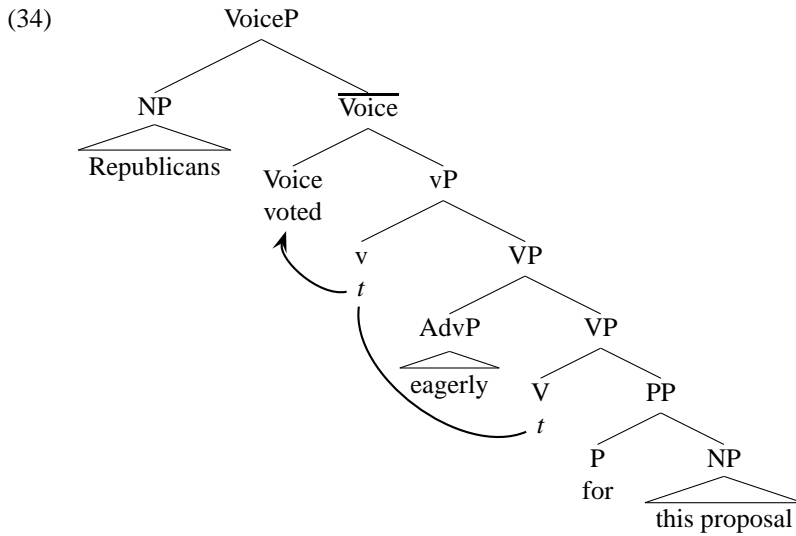 (34) VoiceP
NP Voice
Republicans Voice vP
voted
v VP
t
AdvP VP
eagerly V PP
t
P NP
for
this proposal